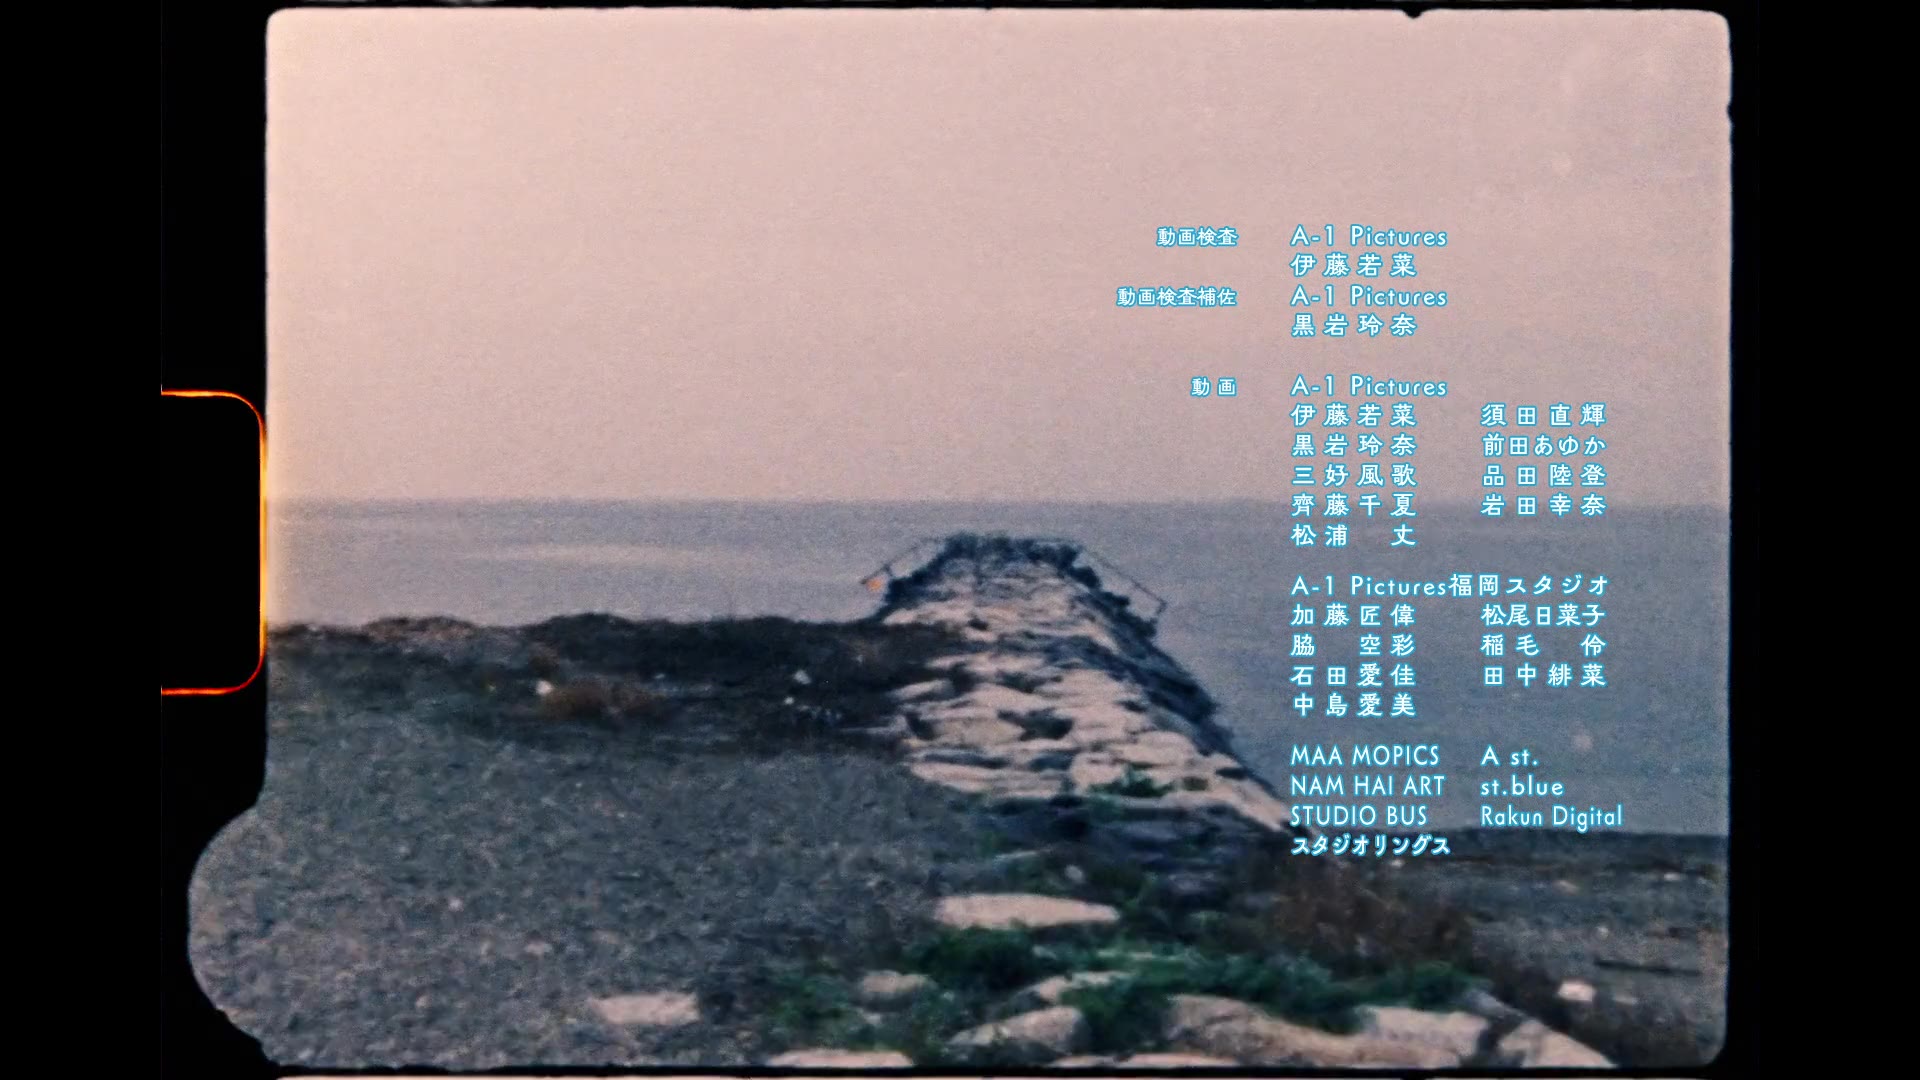 動画検査 A-1 Pictures
伊藤若菜
動画検査補佐 A-1 Pictures
黒岩玲奈
動画 A-1 Pictures
伊藤若菜 須田直輝
黒岩玲奈 前田あゆか
三好風歌 品田陸登
齊藤千夏 岩田幸奈
松浦 丈
A-1 Pictures福岡スタジオ
加藤匠偉 松尾日菜子
脇 空彩 稲毛 伶
石田愛佳 田中緋菜
中島愛美
MAA MOPICS A st.
NAM HAI ART st.blue
STUDIO BUS Rakun Digital
スタジオリングス